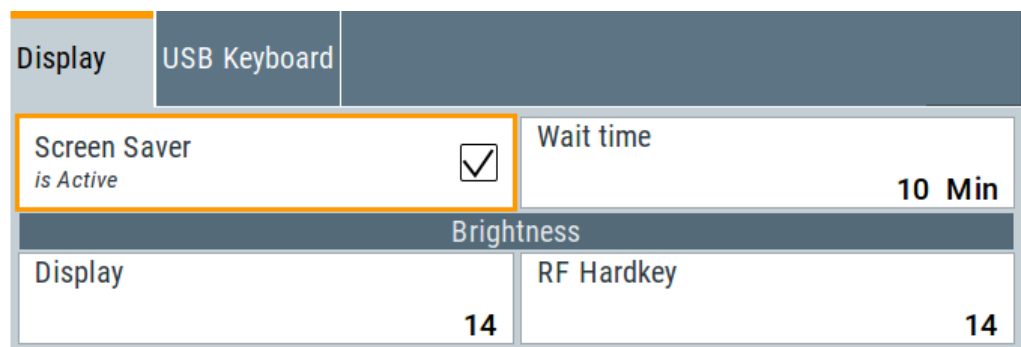 Display
USB Keyboard
Screen Saver
is Active
Wait time
10 Min
Brightness
Display
14
RF Hardkey
14